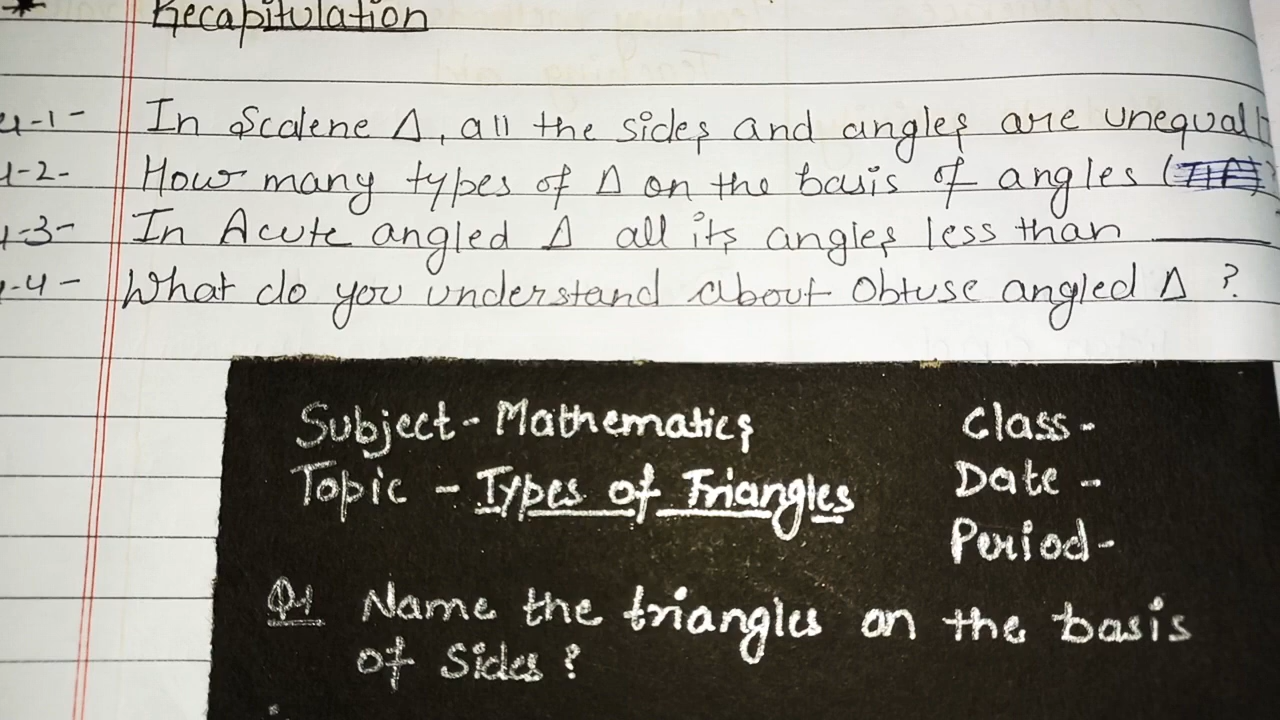 Recapitulation
-1- In Scalene Δ, all the sides and angles are unequal
-2- How many types of Δ on the basis of angles (
-3- In Acute angled Δ all its angles less than ____
-4- What do you understand about Obtuse angled Δ ?
Subject - Mathematics Class -
Topic - Types of Triangles Date -
Period -
Q1 Name the triangles on the basis
of Sides ?